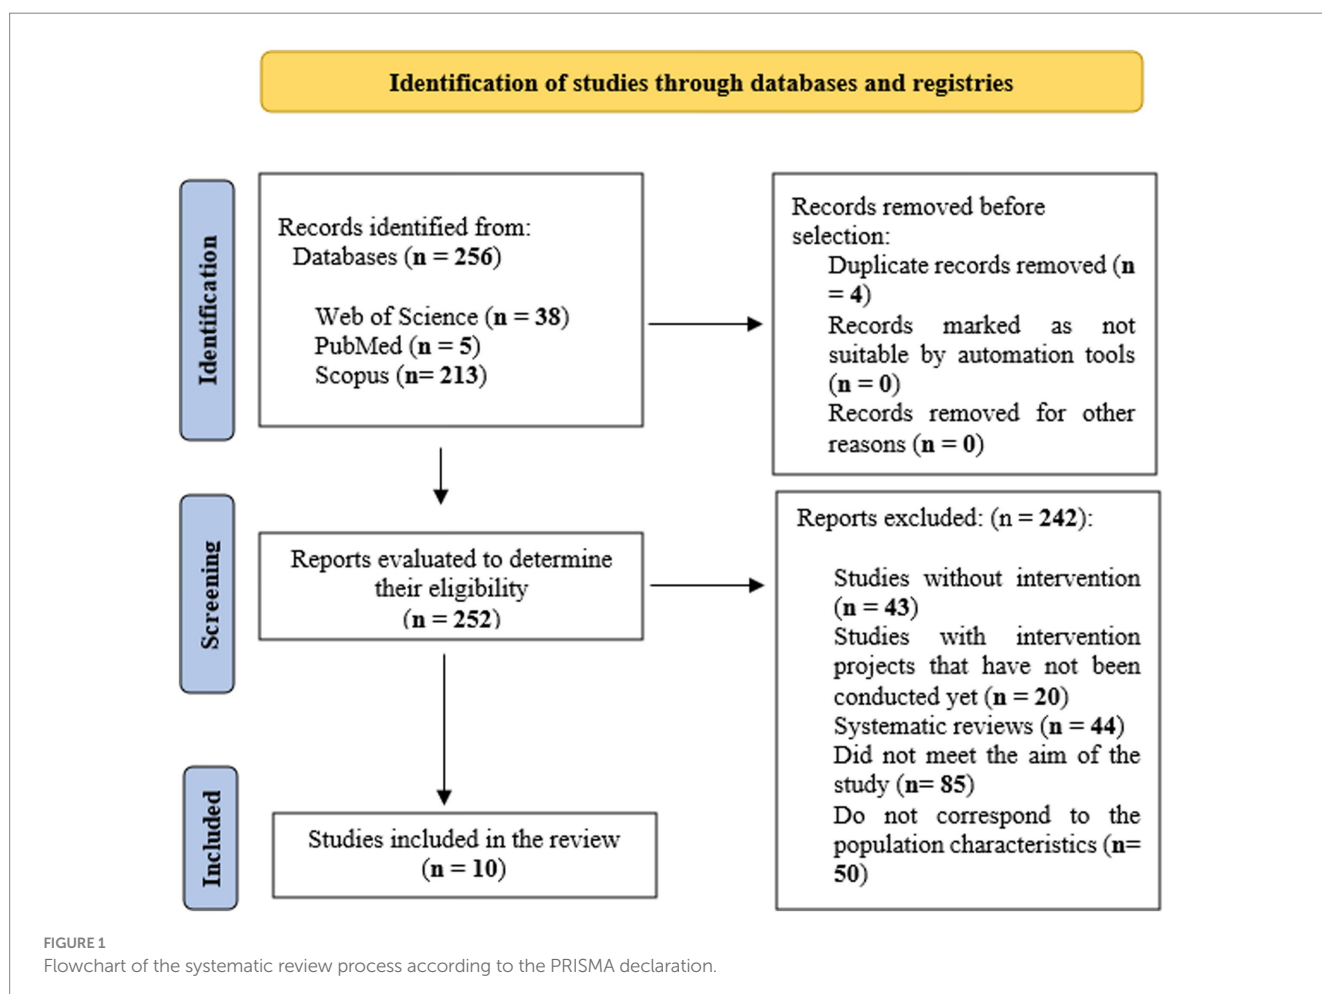 Identification of studies through databases and registries
Identification
Records identified from:
Databases (n = 256)
Web of Science (n = 38)
PubMed (n = 5)
Scopus (n= 213)
Records removed before
selection:
Duplicate records removed (n
= 4)
Records marked as not
suitable by automation tools
(n = 0)
Records removed for other
reasons (n = 0)
Screening
Reports evaluated to determine
their eligibility
(n = 252)
Reports excluded: (n = 242):
Studies without intervention
(n = 43)
Studies with intervention
projects that have not been
conducted yet (n = 20)
Systematic reviews (n = 44)
Did not meet the aim of the
study (n= 85)
Do not correspond to the
population characteristics (n=
50)
Included
Studies included in the review
(n = 10)
FIGURE 1
Flowchart of the systematic review process according to the PRISMA declaration.